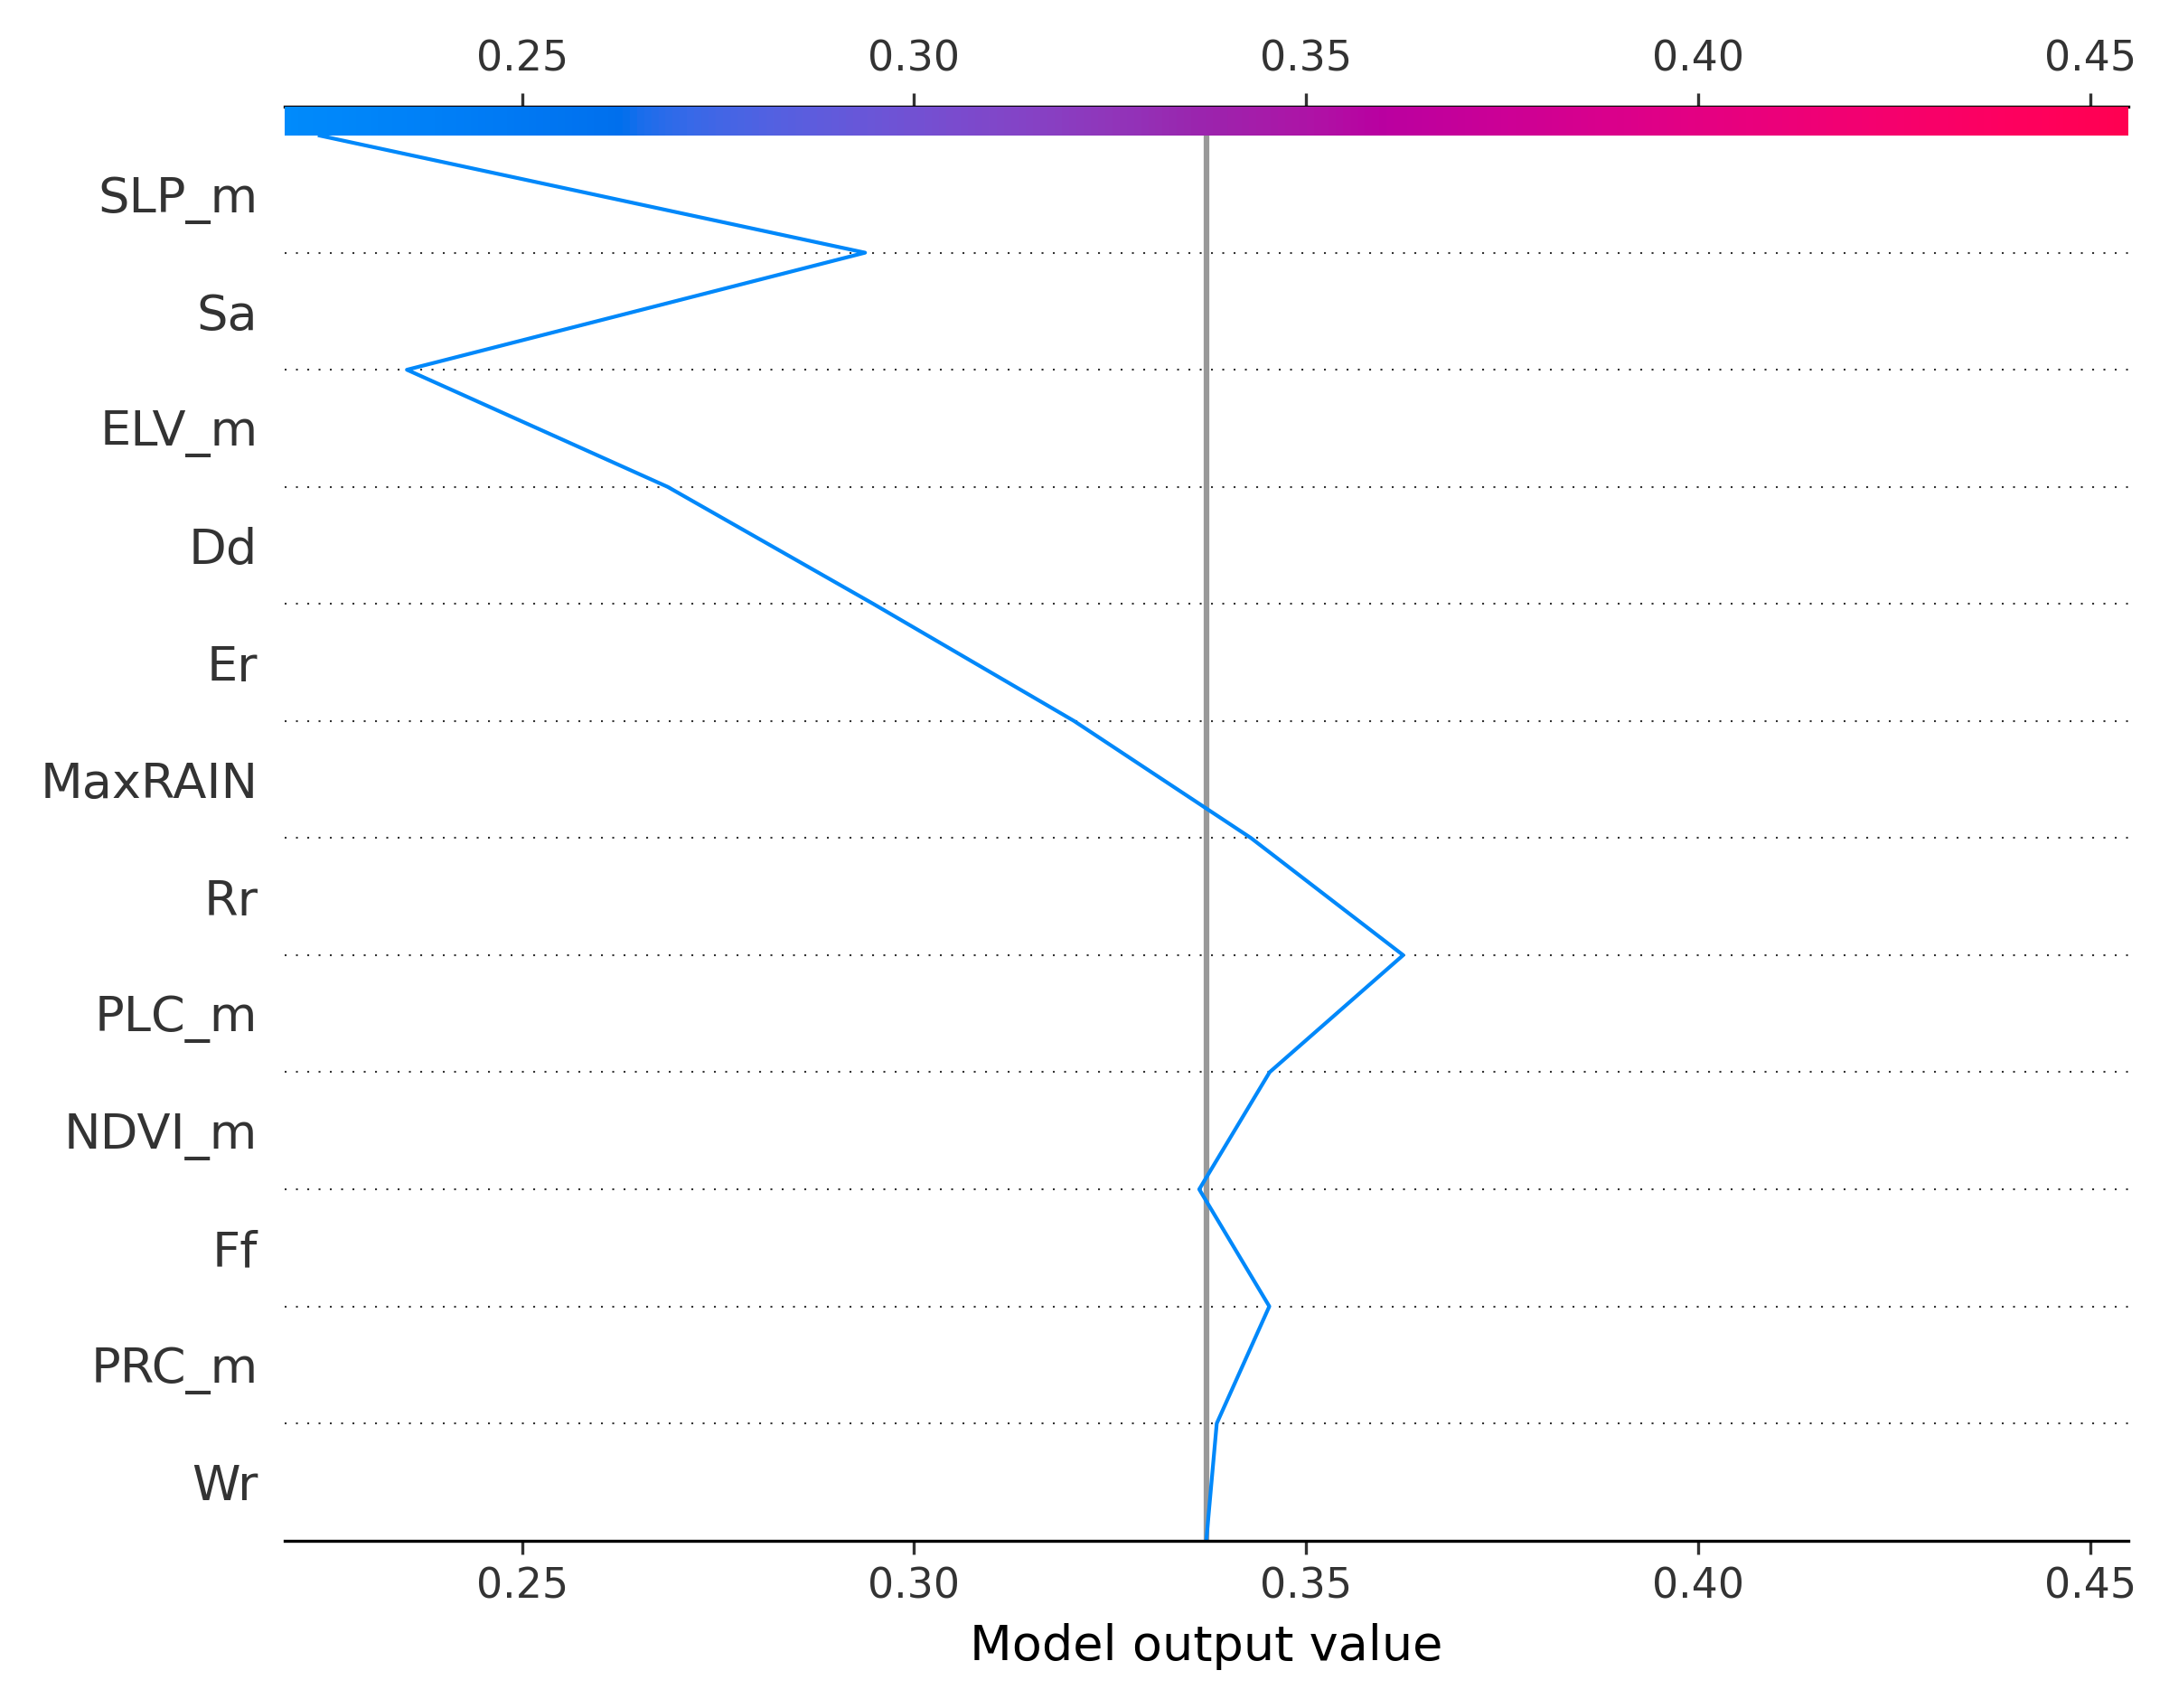 0.25 0.30 0.35 0.40 0.45
SLP_m
Sa
ELV_m
Dd
Er
MaxRAIN
Rr
PLC_m
NDVI_m
Ff
PRC_m
Wr
0.25 0.30 0.35 0.40 0.45
Model output value